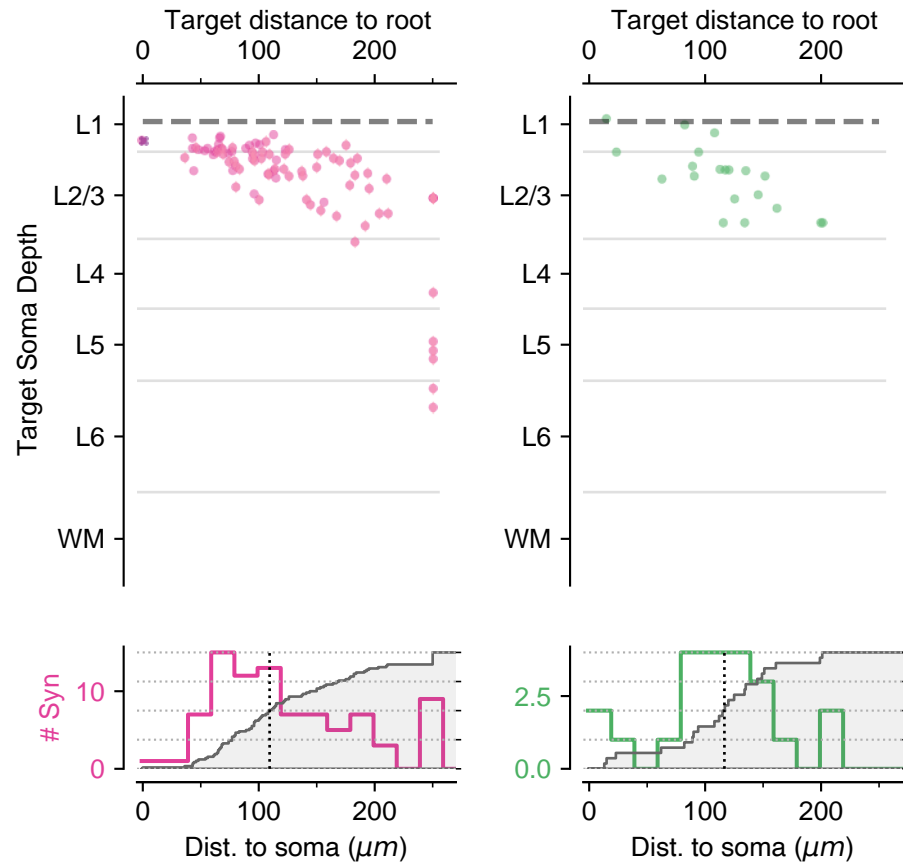 Target distance to root
Target distance to root
0 100 200
0 100 200
Target Soma Depth
L1
L2/3
L4
L5
L6
WM
L1
L2/3
L4
L5
L6
WM
# Syn
10
0
2.5
0.0
0 100 200
0 100 200
Dist. to soma (μm)
Dist. to soma (μm)